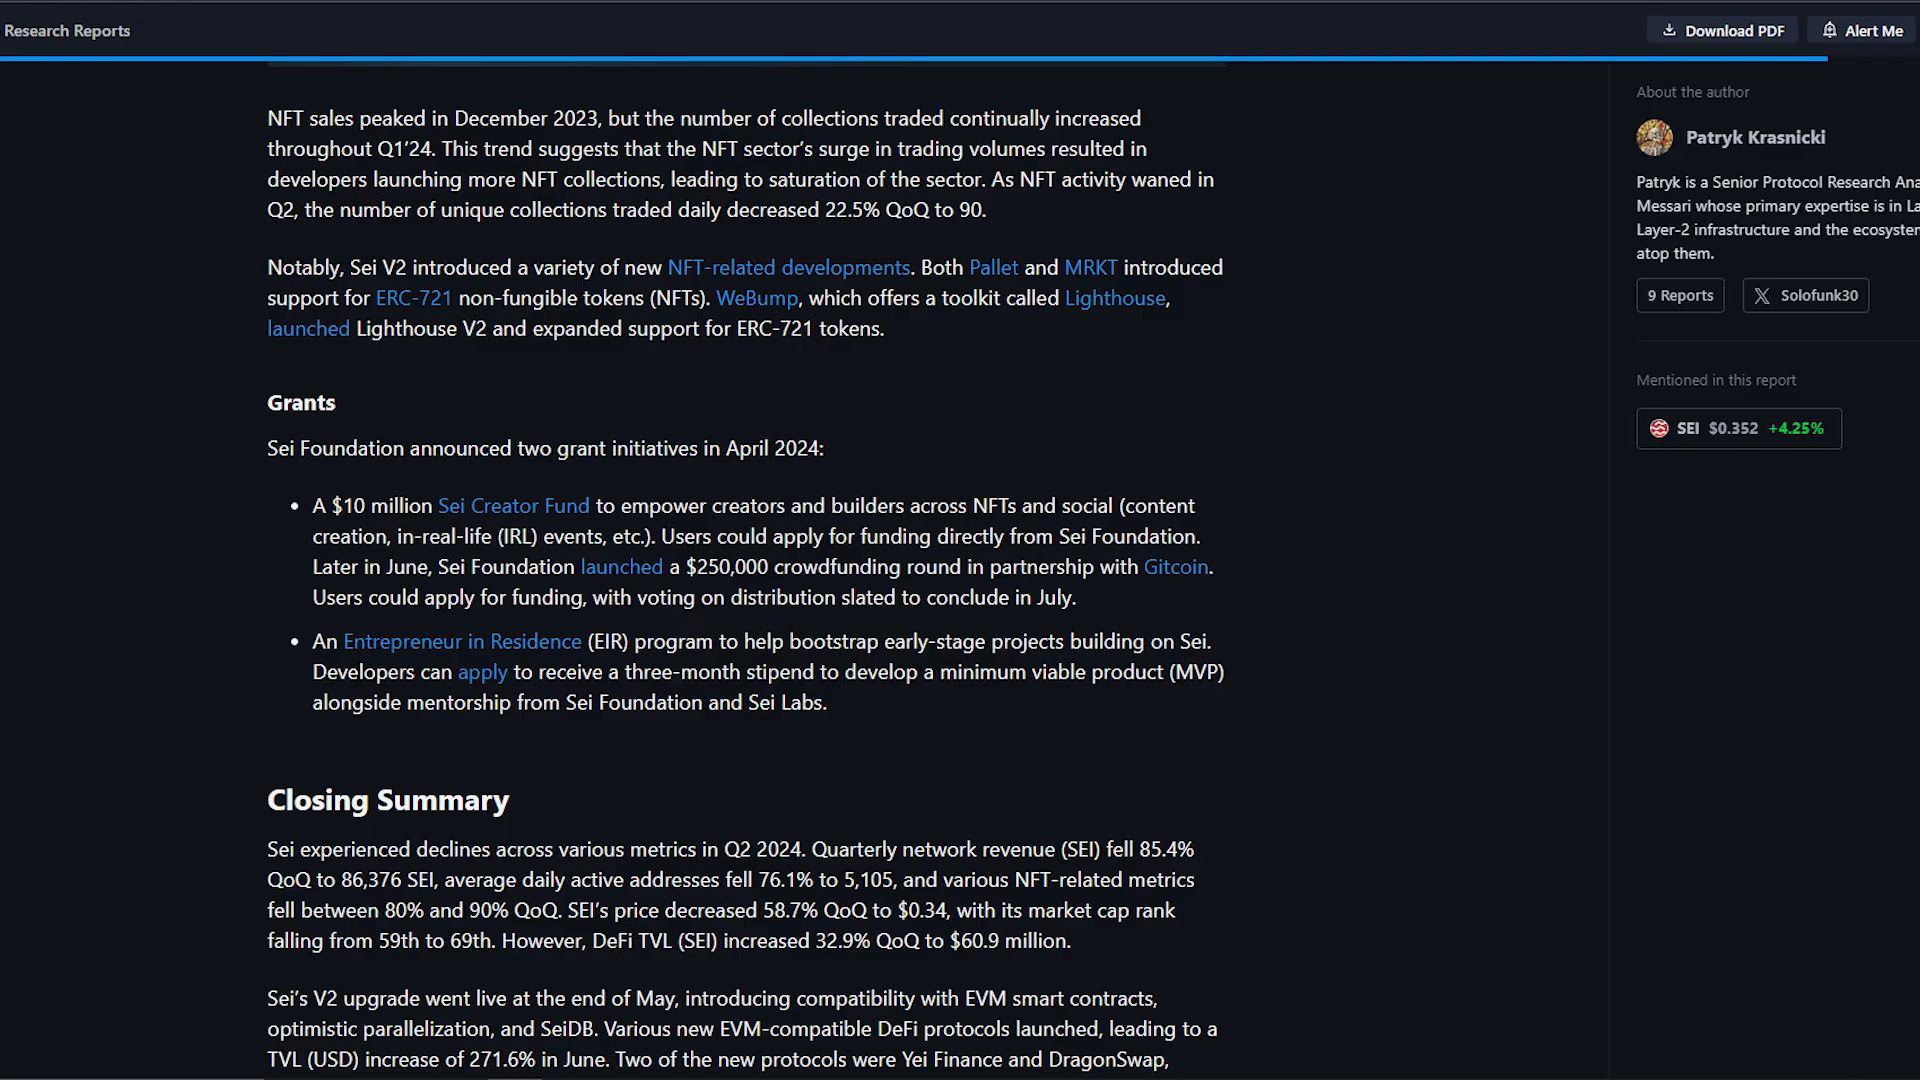 Research Reports
Download PDF
Alert Me
NFT sales peaked in December 2023, but the number of collections traded continually increased
throughout Q1’24. This trend suggests that the NFT sector’s surge in trading volumes resulted in
developers launching more NFT collections, leading to saturation of the sector. As NFT activity waned in
Q2, the number of unique collections traded daily decreased 22.5% QoQ to 90.
Notably, Sei V2 introduced a variety of new NFT-related developments. Both Pallet and MRKT introduced
support for ERC-721 non-fungible tokens (NFTs). WeBump, which offers a toolkit called Lighthouse,
launched Lighthouse V2 and expanded support for ERC-721 tokens.
Grants
Sei Foundation announced two grant initiatives in April 2024:
• A $10 million Sei Creator Fund to empower creators and builders across NFTs and social (content
creation, in-real-life (IRL) events, etc.). Users could apply for funding directly from Sei Foundation.
Later in June, Sei Foundation launched a $250,000 crowdfunding round in partnership with Gitcoin.
Users could apply for funding, with voting on distribution slated to conclude in July.
• An Entrepreneur in Residence (EIR) program to help bootstrap early-stage projects building on Sei.
Developers can apply to receive a three-month stipend to develop a minimum viable product (MVP)
alongside mentorship from Sei Foundation and Sei Labs.
Closing Summary
Sei experienced declines across various metrics in Q2 2024. Quarterly network revenue (SEI) fell 85.4%
QoQ to 86,376 SEI, average daily active addresses fell 76.1% to 5,105, and various NFT-related metrics
fell between 80% and 90% QoQ. SEI’s price decreased 58.7% QoQ to $0.34, with its market cap rank
falling from 59th to 69th. However, DeFi TVL (SEI) increased 32.9% QoQ to $60.9 million.
Sei’s V2 upgrade went live at the end of May, introducing compatibility with EVM smart contracts,
optimistic parallelization, and SeiDB. Various new EVM-compatible DeFi protocols launched, leading to a
TVL (USD) increase of 271.6% in June. Two of the new protocols were Yei Finance and DragonSwap,
About the author
Patryk Krasnicki
Patryk is a Senior Protocol Research Ana
Messari whose primary expertise is in La
Layer-2 infrastructure and the ecosystem
atop them.
9 Reports
Solofunk30
Mentioned in this report
SEI $0.352 +4.25%